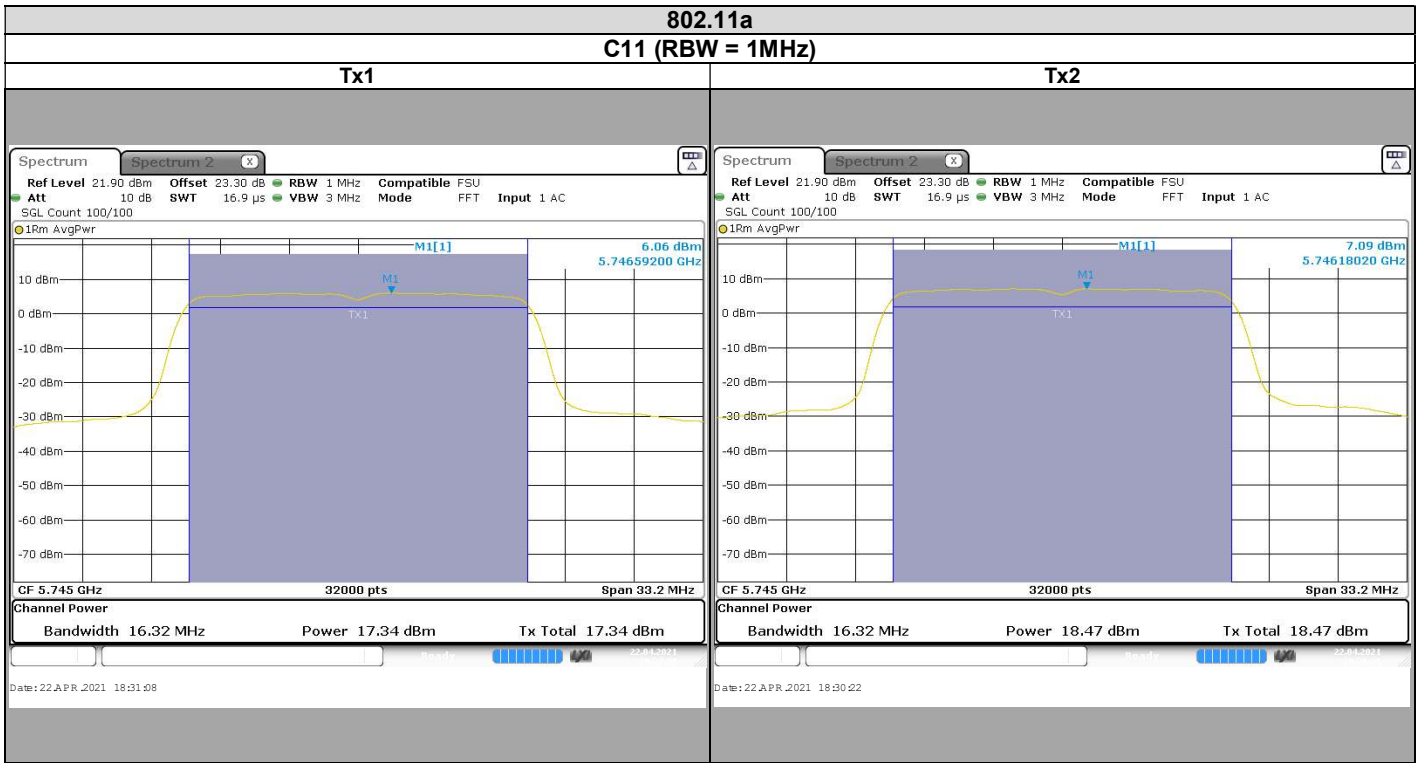 802.11a
C11 (RBW = 1MHz)
Tx1
Tx2
Spectrum
Spectrum 2
X
Ref Level 21.90 dBm Offset 23.30 dB RBW 1 MHz Compatible FSU
Att 10 dB SWT 16.9 µs VBW 3 MHz Mode FFT Input 1 AC
SGL Count 100/100
1Rm AvgPwr
M1[1] 6.06 dBm
5.74659200 GHz
M1
10 dBm
0 dBm
TX1
-10 dBm
-20 dBm
-30 dBm
-40 dBm
-50 dBm
-60 dBm
-70 dBm
CF 5.745 GHz 32000 pts Span 33.2 MHz
Channel Power
Bandwidth 16.32 MHz Power 17.34 dBm Tx Total 17.34 dBm
Ready
22.04.2021
Date: 22.APR.2021 18:31:08
Spectrum
Spectrum 2
X
Ref Level 21.90 dBm Offset 23.30 dB RBW 1 MHz Compatible FSU
Att 10 dB SWT 16.9 µs VBW 3 MHz Mode FFT Input 1 AC
SGL Count 100/100
1Rm AvgPwr
M1[1] 7.09 dBm
5.74618020 GHz
M1
10 dBm
0 dBm
TX1
-10 dBm
-20 dBm
-30 dBm
-40 dBm
-50 dBm
-60 dBm
-70 dBm
CF 5.745 GHz 32000 pts Span 33.2 MHz
Channel Power
Bandwidth 16.32 MHz Power 18.47 dBm Tx Total 18.47 dBm
Ready
22.04.2021
Date: 22.APR.2021 18:30:22